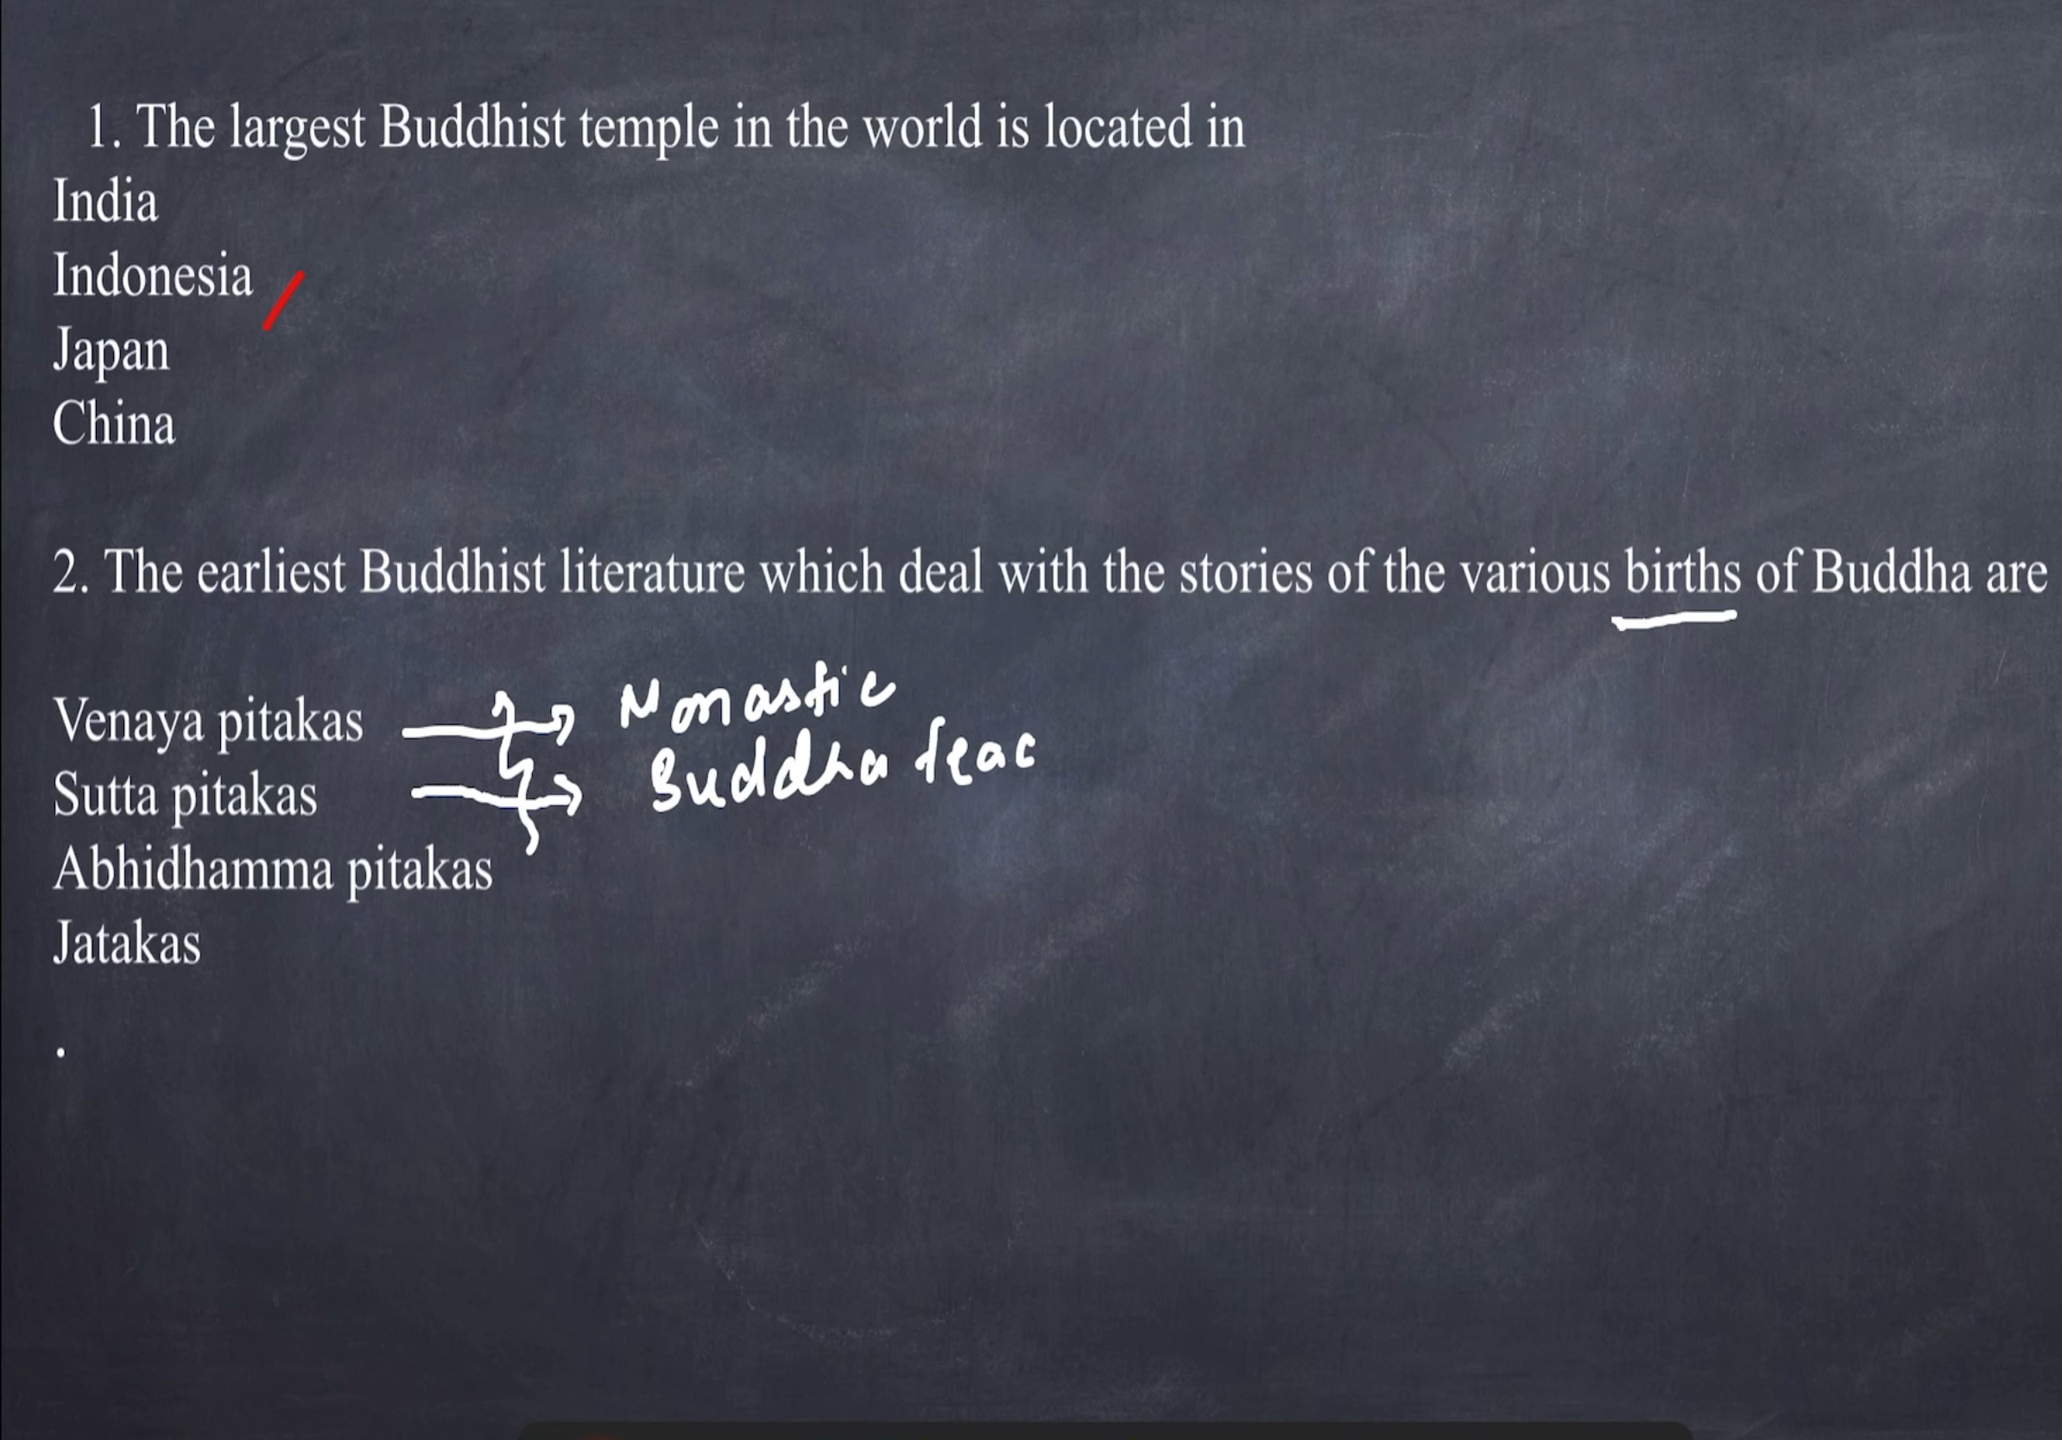 1. The largest Buddhist temple in the world is located in
India
Indonesia
Japan
China
2. The earliest Buddhist literature which deal with the stories of the various births of Buddha are
Venaya pitakas
Monastic
Sutta pitakas
Buddha teac
Abhidhamma pitakas
Jatakas
.